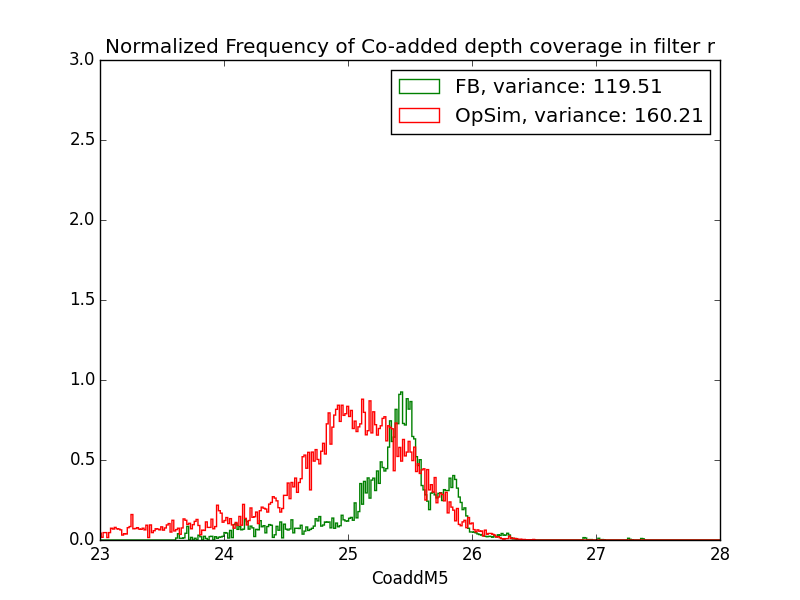 Normalized Frequency of Co-added depth coverage in filter r
FB, variance: 119.51
OpSim, variance: 160.21
3.0
2.5
2.0
1.5
1.0
0.5
0.0
23 24 25 26 27 28
CoaddM5